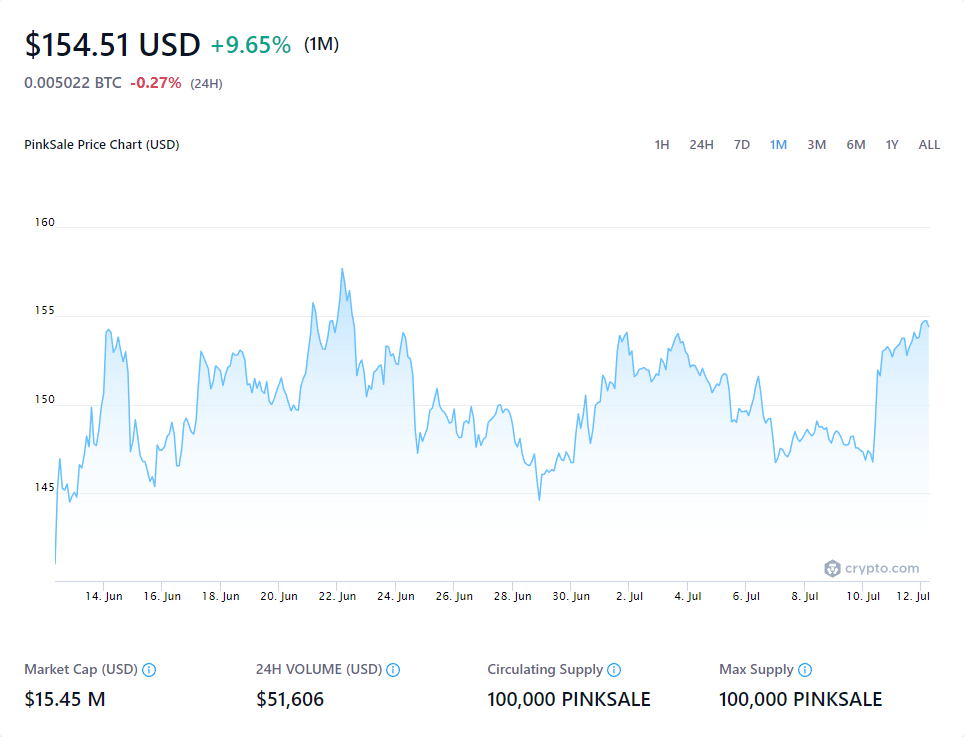 $154.51 USD +9.65% (1M)
0.005022 BTC -0.27% (24H)
PinkSale Price Chart (USD) 1H 24H 7D 1M 3M 6M 1Y ALL
160
155
150
145
crypto.com
14. Jun 16. Jun 18. Jun 20. Jun 22. Jun 24. Jun 26. Jun 28. Jun 30. Jun 2. Jul 4. Jul 6. Jul 8. Jul 10. Jul 12. Jul
Market Cap (USD) 24H VOLUME (USD) Circulating Supply Max Supply
$15.45 M $51,606 100,000 PINKSALE 100,000 PINKSALE